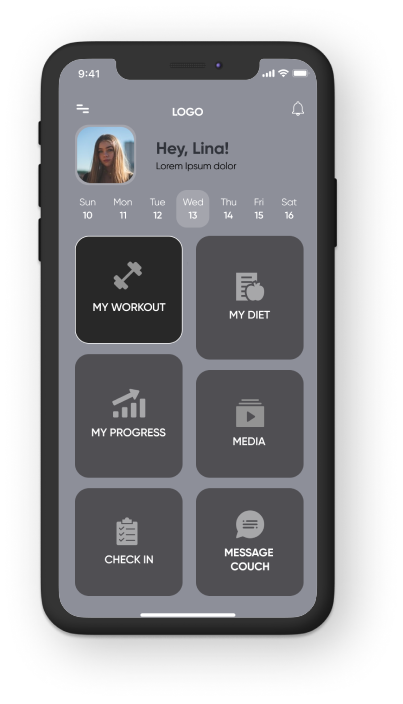 9:41
LOGO
Hey, Lina!
Lorem Ipsum dolor
Sun Mon Tue Wed Thu Fri Sat
10 11 12 13 14 15 16
MY WORKOUT
MY DIET
MY PROGRESS
MEDIA
CHECK IN
MESSAGE
COUCH